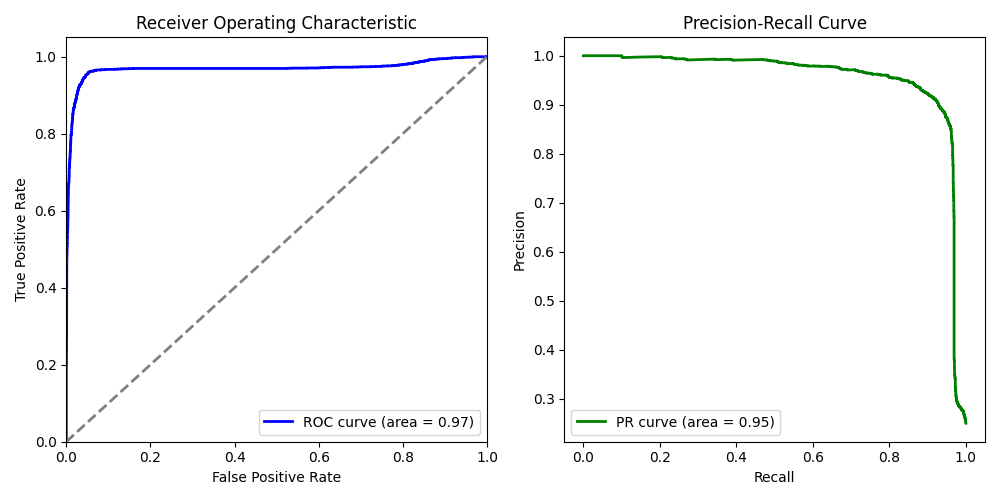 Receiver Operating Characteristic
True Positive Rate
1.0
0.8
0.6
0.4
0.2
0.0
ROC curve (area = 0.97)
0.0 0.2 0.4 0.6 0.8 1.0
False Positive Rate
Precision-Recall Curve
Precision
1.0
0.9
0.8
0.7
0.6
0.5
0.4
0.3
PR curve (area = 0.95)
0.0 0.2 0.4 0.6 0.8 1.0
Recall